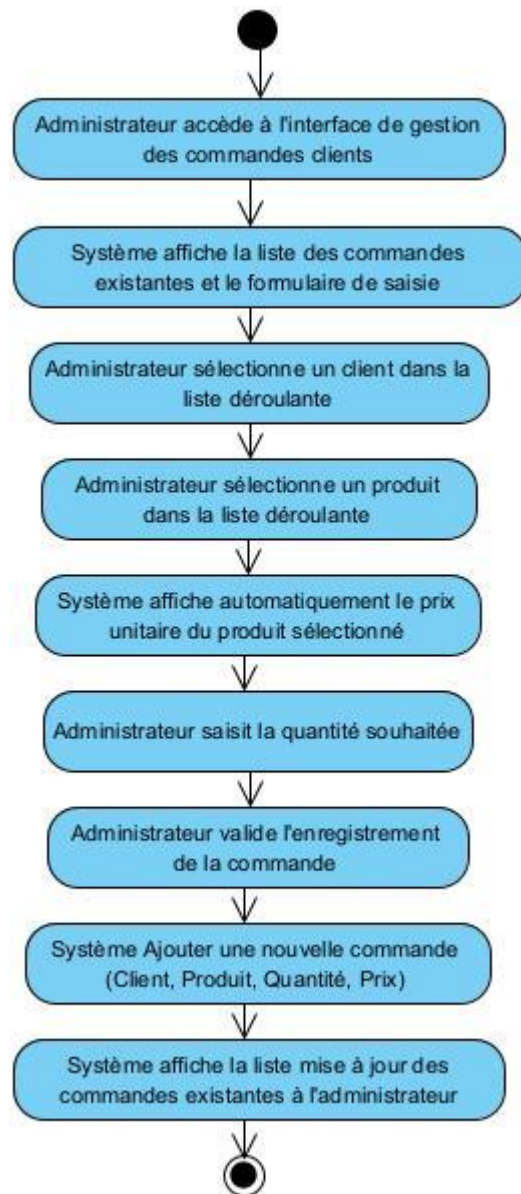 Administrateur accède à l'interface de gestion
des commandes clients
Système affiche la liste des commandes
existantes et le formulaire de saisie
Administrateur sélectionne un client dans la
liste déroulante
Administrateur sélectionne un produit
dans la liste déroulante
Système affiche automatiquement le prix
unitaire du produit sélectionné
Administrateur saisit la quantité souhaitée
Administrateur valide l'enregistrement
de la commande
Système Ajouter une nouvelle commande
(Client, Produit, Quantité, Prix)
Système affiche la liste mise à jour des
commandes existantes à l'administrateur